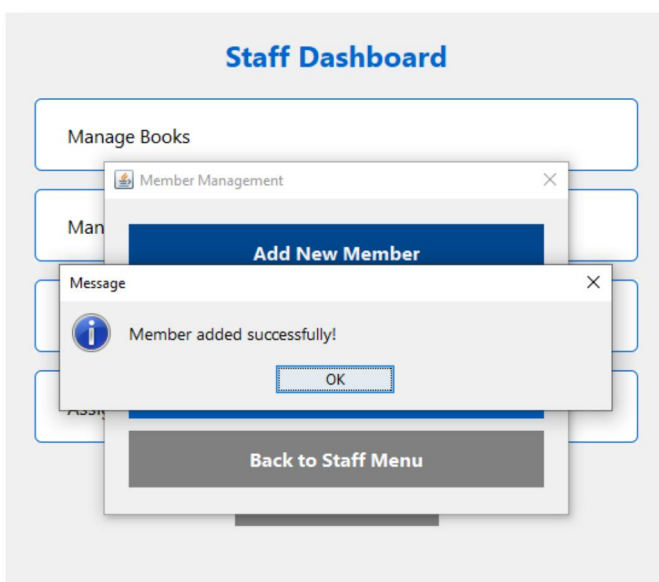 Staff Dashboard
Manage Books
Member Management
Man
Add New Member
Message
Member added successfully!
OK
Back to Staff Menu